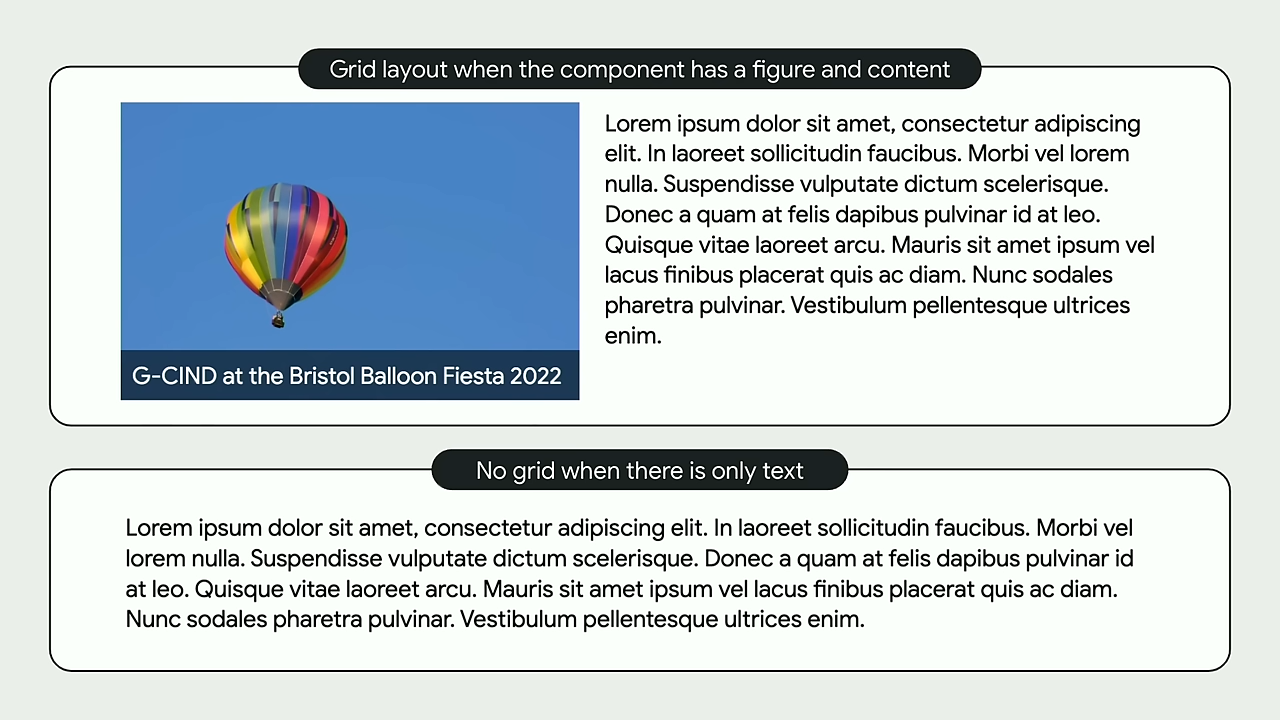 Grid layout when the component has a figure and content
G-CIND at the Bristol Balloon Fiesta 2022
Lorem ipsum dolor sit amet, consectetur adipiscing
elit. In laoreet sollicitudin faucibus. Morbi vel lorem
nulla. Suspendisse vulputate dictum scelerisque.
Donec a quam at felis dapibus pulvinar id at leo.
Quisque vitae laoreet arcu. Mauris sit amet ipsum vel
lacus finibus placerat quis ac diam. Nunc sodales
pharetra pulvinar. Vestibulum pellentesque ultrices
enim.
No grid when there is only text
Lorem ipsum dolor sit amet, consectetur adipiscing elit. In laoreet sollicitudin faucibus. Morbi vel
lorem nulla. Suspendisse vulputate dictum scelerisque. Donec a quam at felis dapibus pulvinar id
at leo. Quisque vitae laoreet arcu. Mauris sit amet ipsum vel lacus finibus placerat quis ac diam.
Nunc sodales pharetra pulvinar. Vestibulum pellentesque ultrices enim.